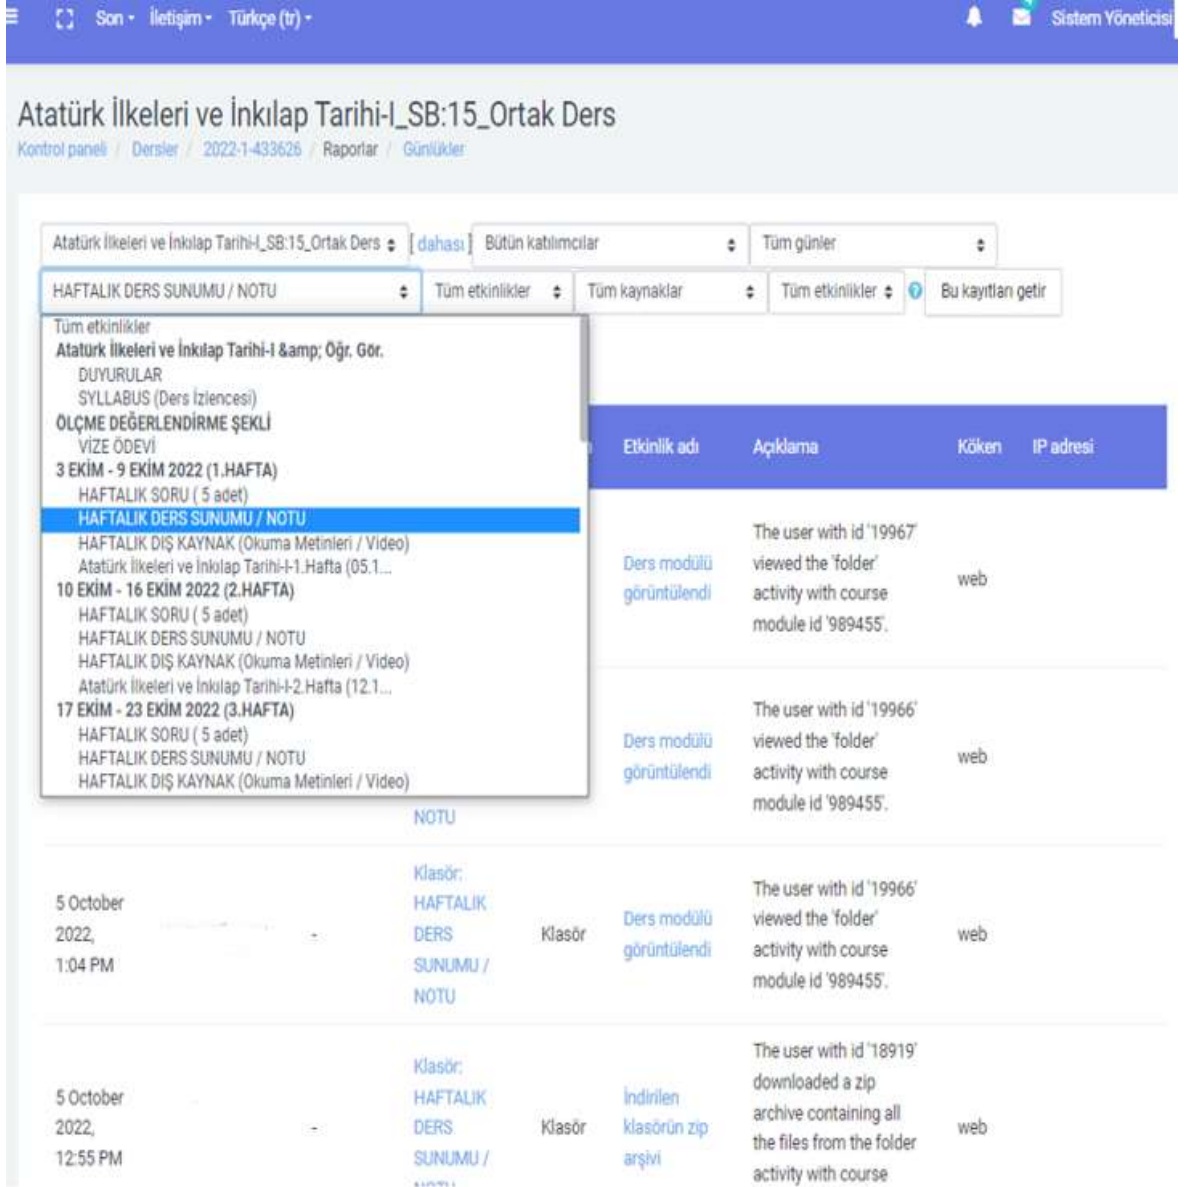 Son İletişim Türkçe (tr) Sistem Yöneticisi
Atatürk İlkeleri ve İnkılap Tarihi-I_SB:15_Ortak Ders
Kontrol paneli / Dersler / 2022-1-433626 / Raporlar / Günlükler
Atatürk İlkeleri ve İnkılap Tarihi-I_SB:15_Ortak Ders [ dahası ] Bütün katılımcılar Tüm günler
HAFTALIK DERS SUNUMU / NOTU Tüm etkinlikler Tüm kaynaklar Tüm etkinlikler Bu kayıtları getir
Tüm etkinlikler
Atatürk İlkeleri ve İnkılap Tarihi-I &amp; Öğr. Gör.
DUYURULAR
SYLLABUS (Ders İzlencesi)
ÖLÇME DEĞERLENDİRME ŞEKLİ
VİZE ÖDEVİ
3 EKİM - 9 EKİM 2022 (1.HAFTA)
HAFTALIK SORU ( 5 adet)
HAFTALIK DERS SUNUMU / NOTU
HAFTALIK DIŞ KAYNAK (Okuma Metinleri / Video)
Atatürk İlkeleri ve İnkılap Tarihi-I-1.Hafta (05.1...
10 EKİM - 16 EKİM 2022 (2.HAFTA)
HAFTALIK SORU ( 5 adet)
HAFTALIK DERS SUNUMU / NOTU
HAFTALIK DIŞ KAYNAK (Okuma Metinleri / Video)
Atatürk İlkeleri ve İnkılap Tarihi-I-2.Hafta (12.1...
17 EKİM - 23 EKİM 2022 (3.HAFTA)
HAFTALIK SORU ( 5 adet)
HAFTALIK DERS SUNUMU / NOTU
HAFTALIK DIŞ KAYNAK (Okuma Metinleri / Video)
Etkinlik adı Açıklama Köken IP adresi
Ders modülü
görüntülendi
The user with id '19967'
viewed the 'folder'
activity with course
module id '989455'.
web
NOTU
Ders modülü
görüntülendi
The user with id '19966'
viewed the 'folder'
activity with course
module id '989455'.
web
5 October
2022,
1:04 PM
-
Klasör:
HAFTALIK
DERS
SUNUMU /
NOTU
Klasör
Ders modülü
görüntülendi
The user with id '19966'
viewed the 'folder'
activity with course
module id '989455'.
web
5 October
2022,
12:55 PM
-
Klasör:
HAFTALIK
DERS
SUNUMU /
NOTU
Klasör
İndirilen
klasörün zip
arşivi
The user with id '18919'
downloaded a zip
archive containing all
the files from the folder
activity with course
web